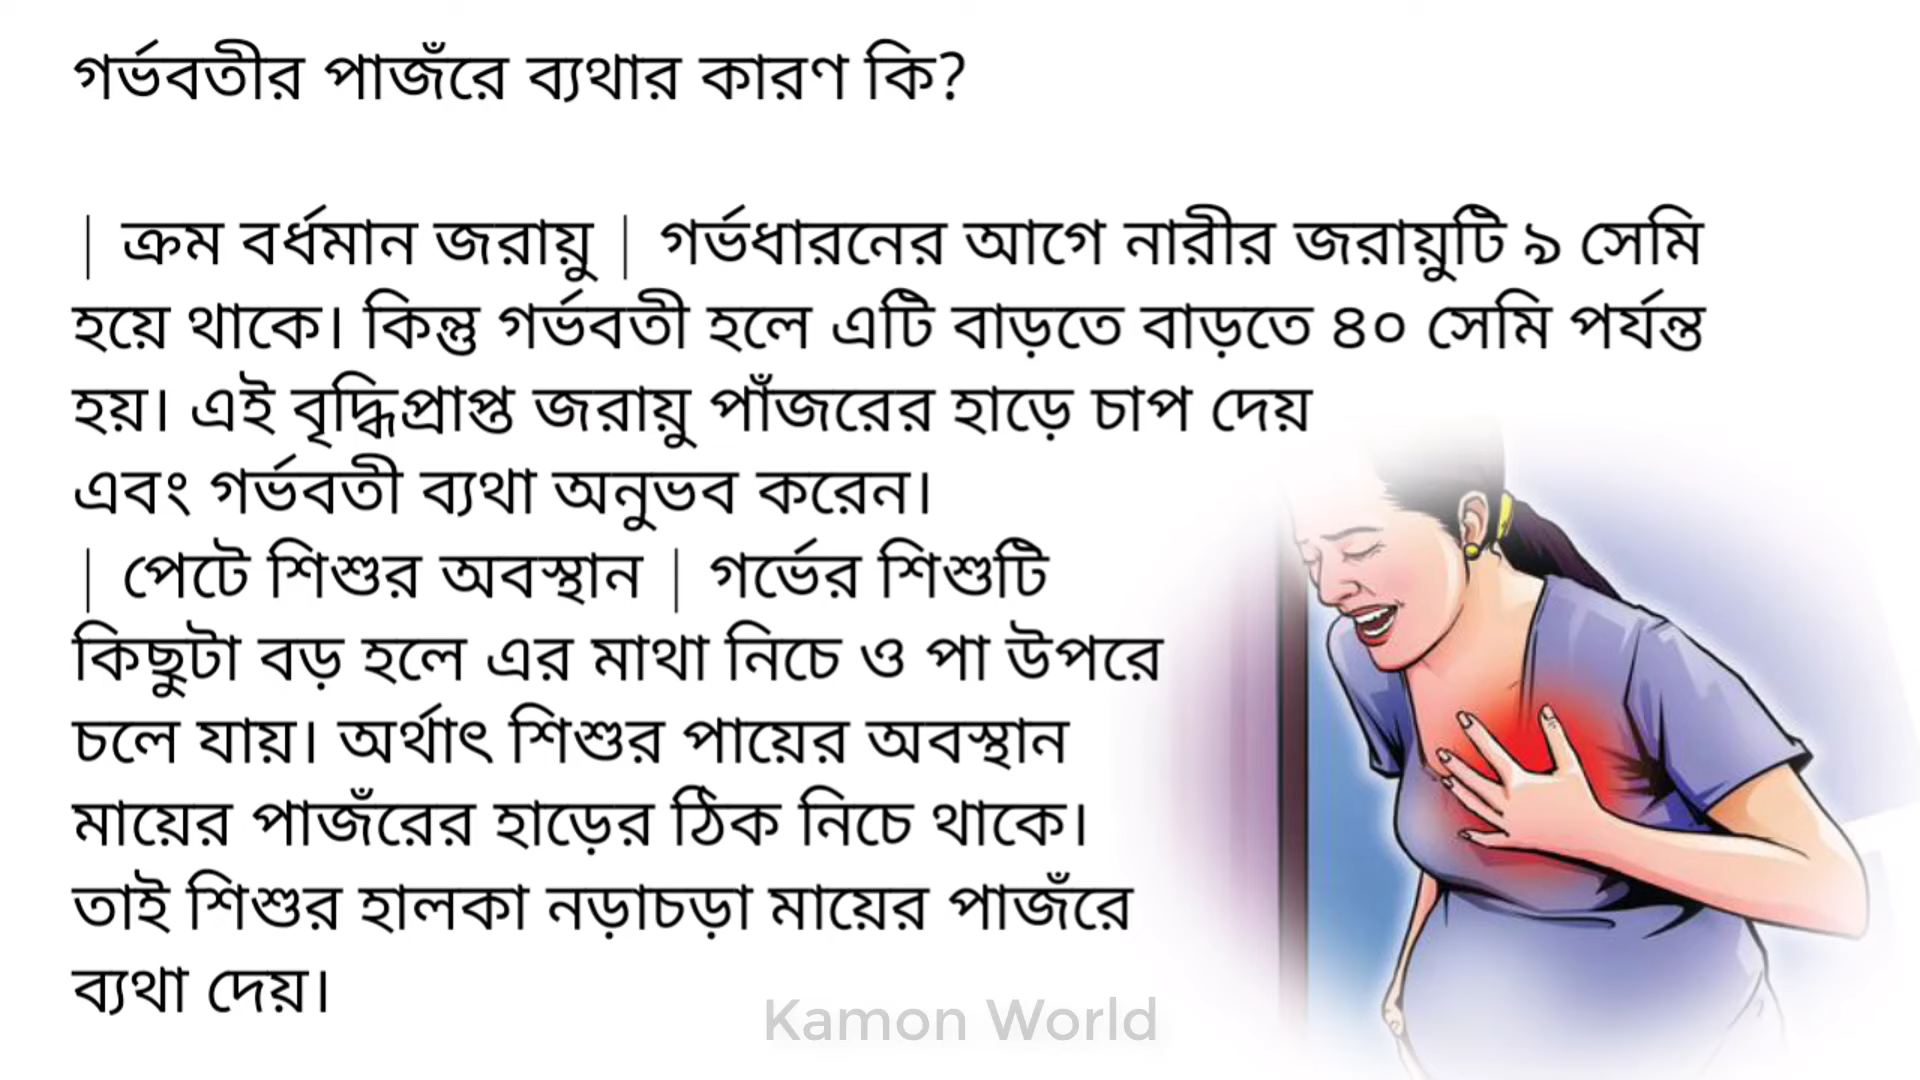 গর্ভবতীর পাজঁরে ব্যথার কারণ কি?
| ক্রম বর্ধমান জরায়ু | গর্ভধারনের আগে নারীর জরায়ুটি ৯ সেমি
হয়ে থাকে। কিন্তু গর্ভবতী হলে এটি বাড়তে বাড়তে ৪০ সেমি পর্যন্ত
হয়। এই বৃদ্ধিপ্রাপ্ত জরায়ু পাঁজরের হাড়ে চাপ দেয়
এবং গর্ভবতী ব্যথা অনুভব করেন।
| পেটে শিশুর অবস্থান | গর্ভের শিশুটি
কিছুটা বড় হলে এর মাথা নিচে ও পা উপরে
চলে যায়। অর্থাৎ শিশুর পায়ের অবস্থান
মায়ের পাজঁরের হাড়ের ঠিক নিচে থাকে।
তাই শিশুর হালকা নড়াচড়া মায়ের পাজঁরে
ব্যথা দেয়।
Kamon World